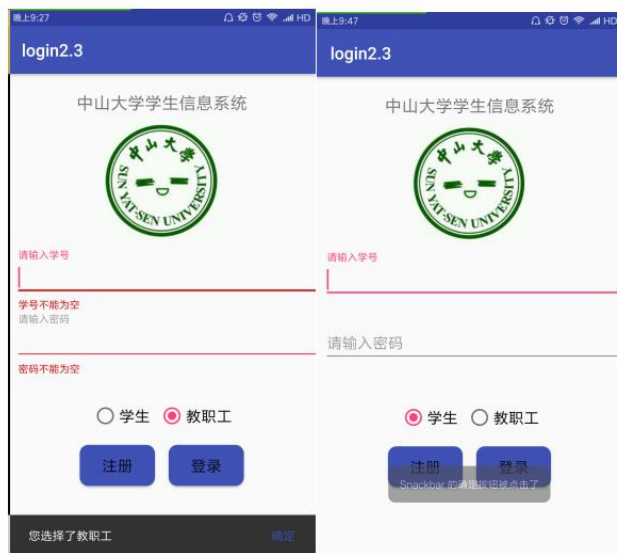 晚上9:27
HD
login2.3
中山大学学生信息系统
中山大学
SUN YAT-SEN UNIVERSITY
请输入学号
学号不能为空
请输入密码
密码不能为空
学生
教职工
注册
登录
您选择了教职工
确定
晚上9:47
HD
login2.3
中山大学学生信息系统
中山大学
SUN YAT-SEN UNIVERSITY
请输入学号
请输入密码
学生
教职工
注册
登录
Snackbar 的确定按钮被点击了